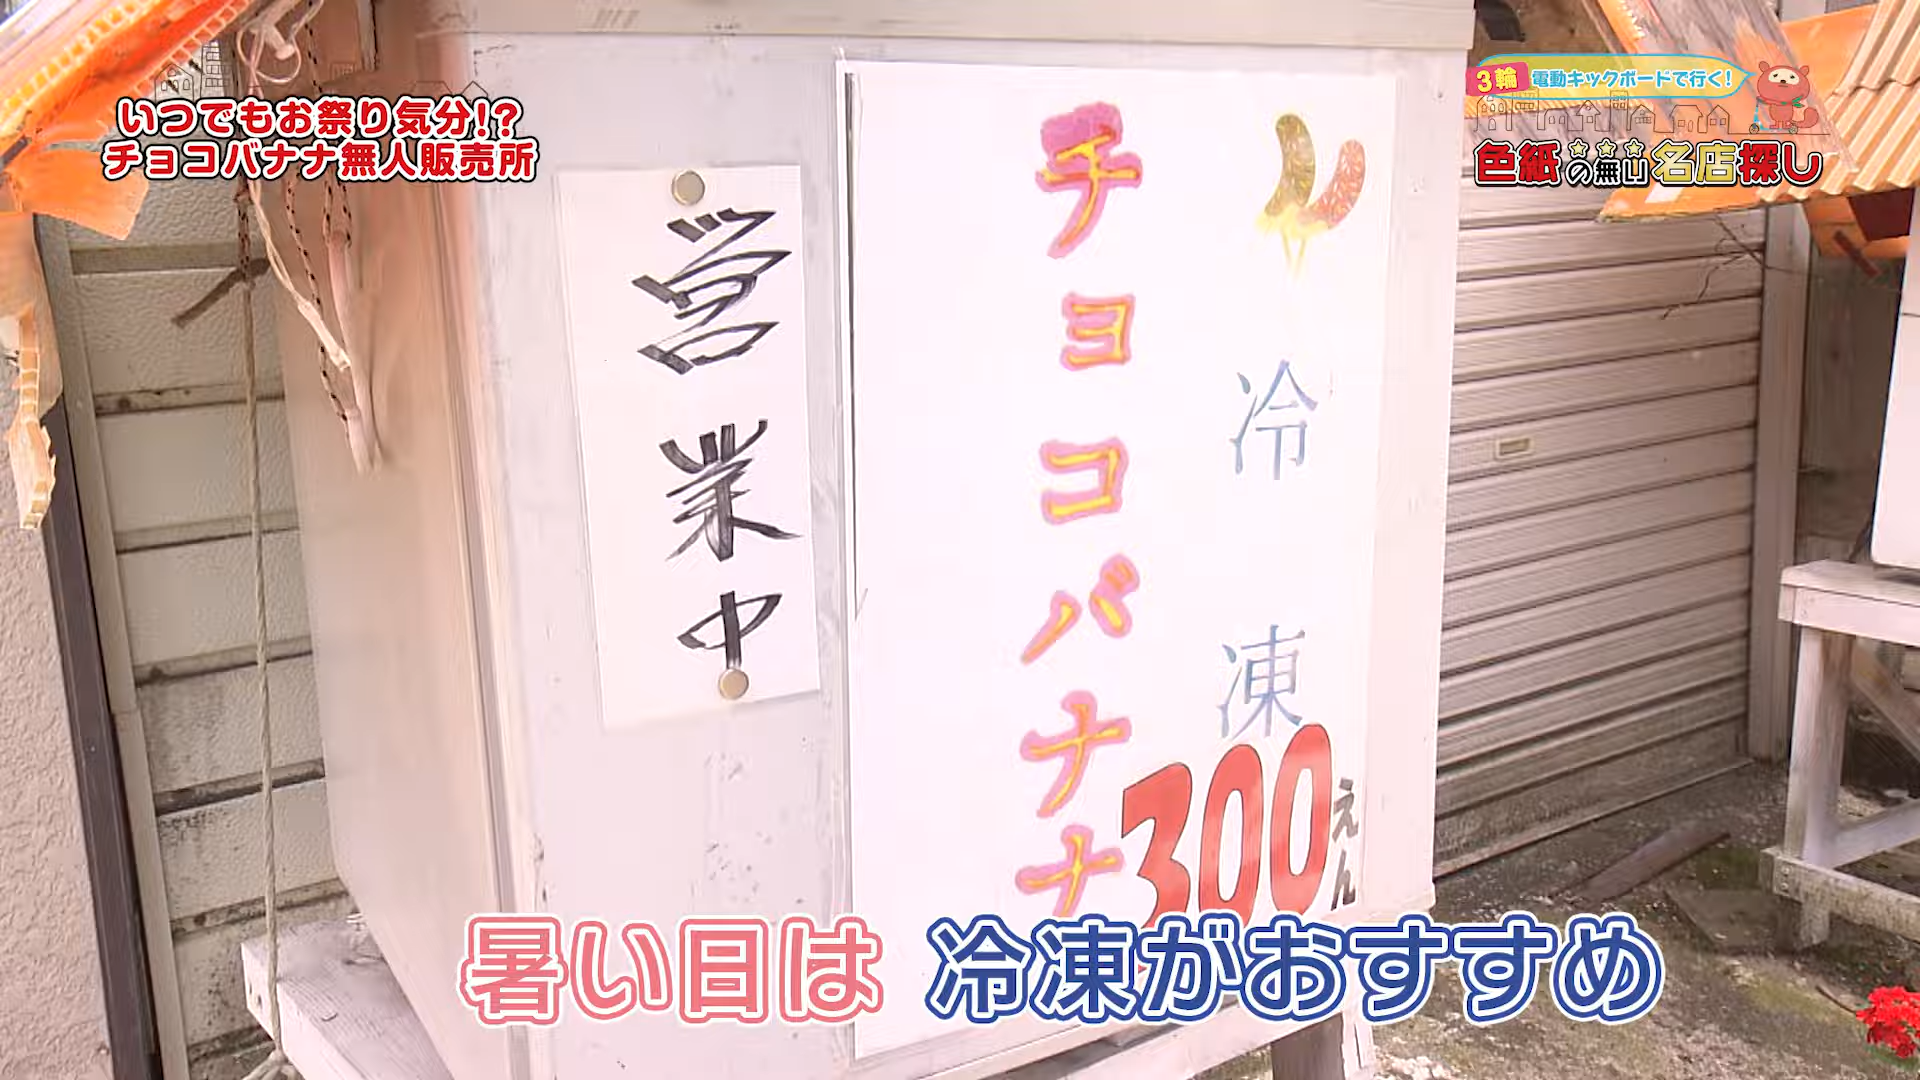 いつでもお祭り気分!?
チョコバナナ無人販売所
3輪 電動キックボードで行く!
色紙の無い名店探し
営業中
冷凍
チョコバナナ
300えん
暑い日は 冷凍がおすすめ